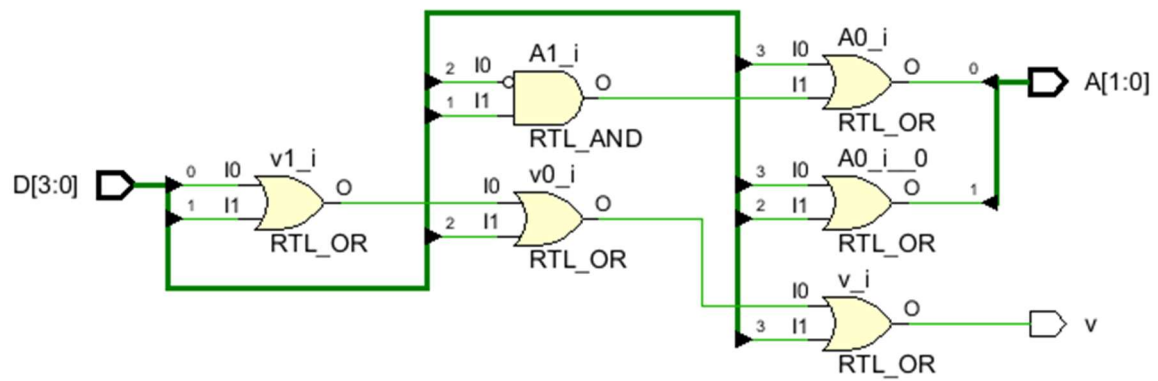 A0_i
3 I0 O 0
I1
RTL_OR
A[1:0]
A1_i
2 I0 O
1 I1
RTL_AND
D[3:0]
v1_i
0 I0 O
1 I1
RTL_OR
v0_i
I0 O
2 I1
RTL_OR
A0_i__0
3 I0 O 1
2 I1
RTL_OR
v_i
I0 O
3 I1
RTL_OR
v